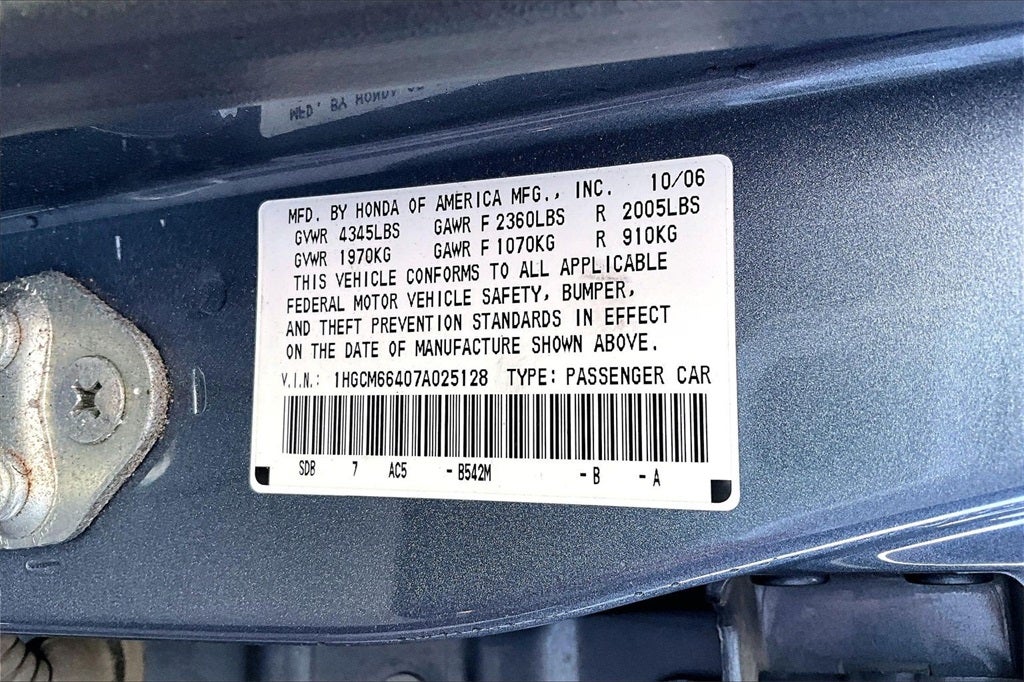 MFD. BY HONDA OF AMERICA MFG., INC. 10/06
GVWR 4345LBS GAWR F 2360LBS R 2005LBS
GVWR 1970KG GAWR F 1070KG R 910KG
THIS VEHICLE CONFORMS TO ALL APPLICABLE
FEDERAL MOTOR VEHICLE SAFETY, BUMPER,
AND THEFT PREVENTION STANDARDS IN EFFECT
ON THE DATE OF MANUFACTURE SHOWN ABOVE.
V.I.N.: 1HGCM66407A025128 TYPE: PASSENGER CAR
SDB 7 AC5 - B542M - B - A